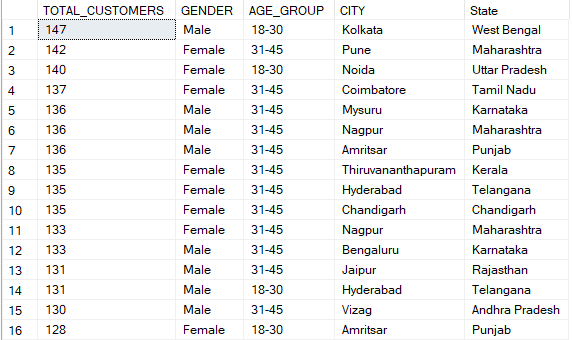 TOTAL_CUSTOMERS GENDER AGE_GROUP CITY State
1 147 Male 18-30 Kolkata West Bengal
2 142 Female 31-45 Pune Maharashtra
3 140 Female 18-30 Noida Uttar Pradesh
4 137 Female 31-45 Coimbatore Tamil Nadu
5 136 Male 31-45 Mysuru Karnataka
6 136 Male 31-45 Nagpur Maharashtra
7 136 Male 31-45 Amritsar Punjab
8 135 Female 31-45 Thiruvananthapuram Kerala
9 135 Female 31-45 Hyderabad Telangana
10 135 Female 31-45 Chandigarh Chandigarh
11 133 Female 31-45 Nagpur Maharashtra
12 133 Male 31-45 Bengaluru Karnataka
13 131 Male 31-45 Jaipur Rajasthan
14 131 Male 18-30 Hyderabad Telangana
15 130 Male 31-45 Vizag Andhra Pradesh
16 128 Female 18-30 Amritsar Punjab